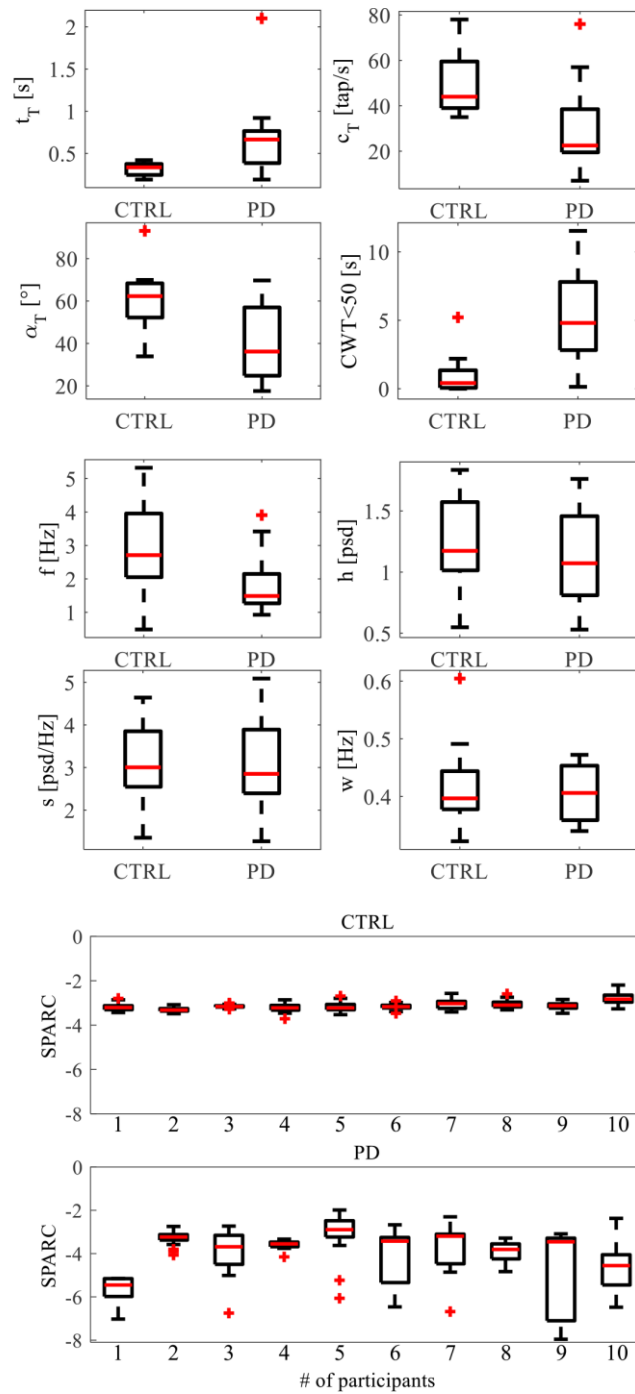 2
1.5
1
0.5
t_T [s]
CTRL PD
80
60
40
20
c_T [tap/s]
CTRL PD
80
60
40
20
α_T [°]
CTRL PD
10
5
0
CWT<50 [s]
CTRL PD
5
4
3
2
1
f [Hz]
CTRL PD
1.5
1
0.5
h [psd]
CTRL PD
5
4
3
2
s [psd/Hz]
CTRL PD
0.6
0.5
0.4
w [Hz]
CTRL PD
CTRL
0
-2
-4
-6
-8
SPARC
1 2 3 4 5 6 7 8 9 10
PD
0
-2
-4
-6
-8
SPARC
1 2 3 4 5 6 7 8 9 10
# of participants